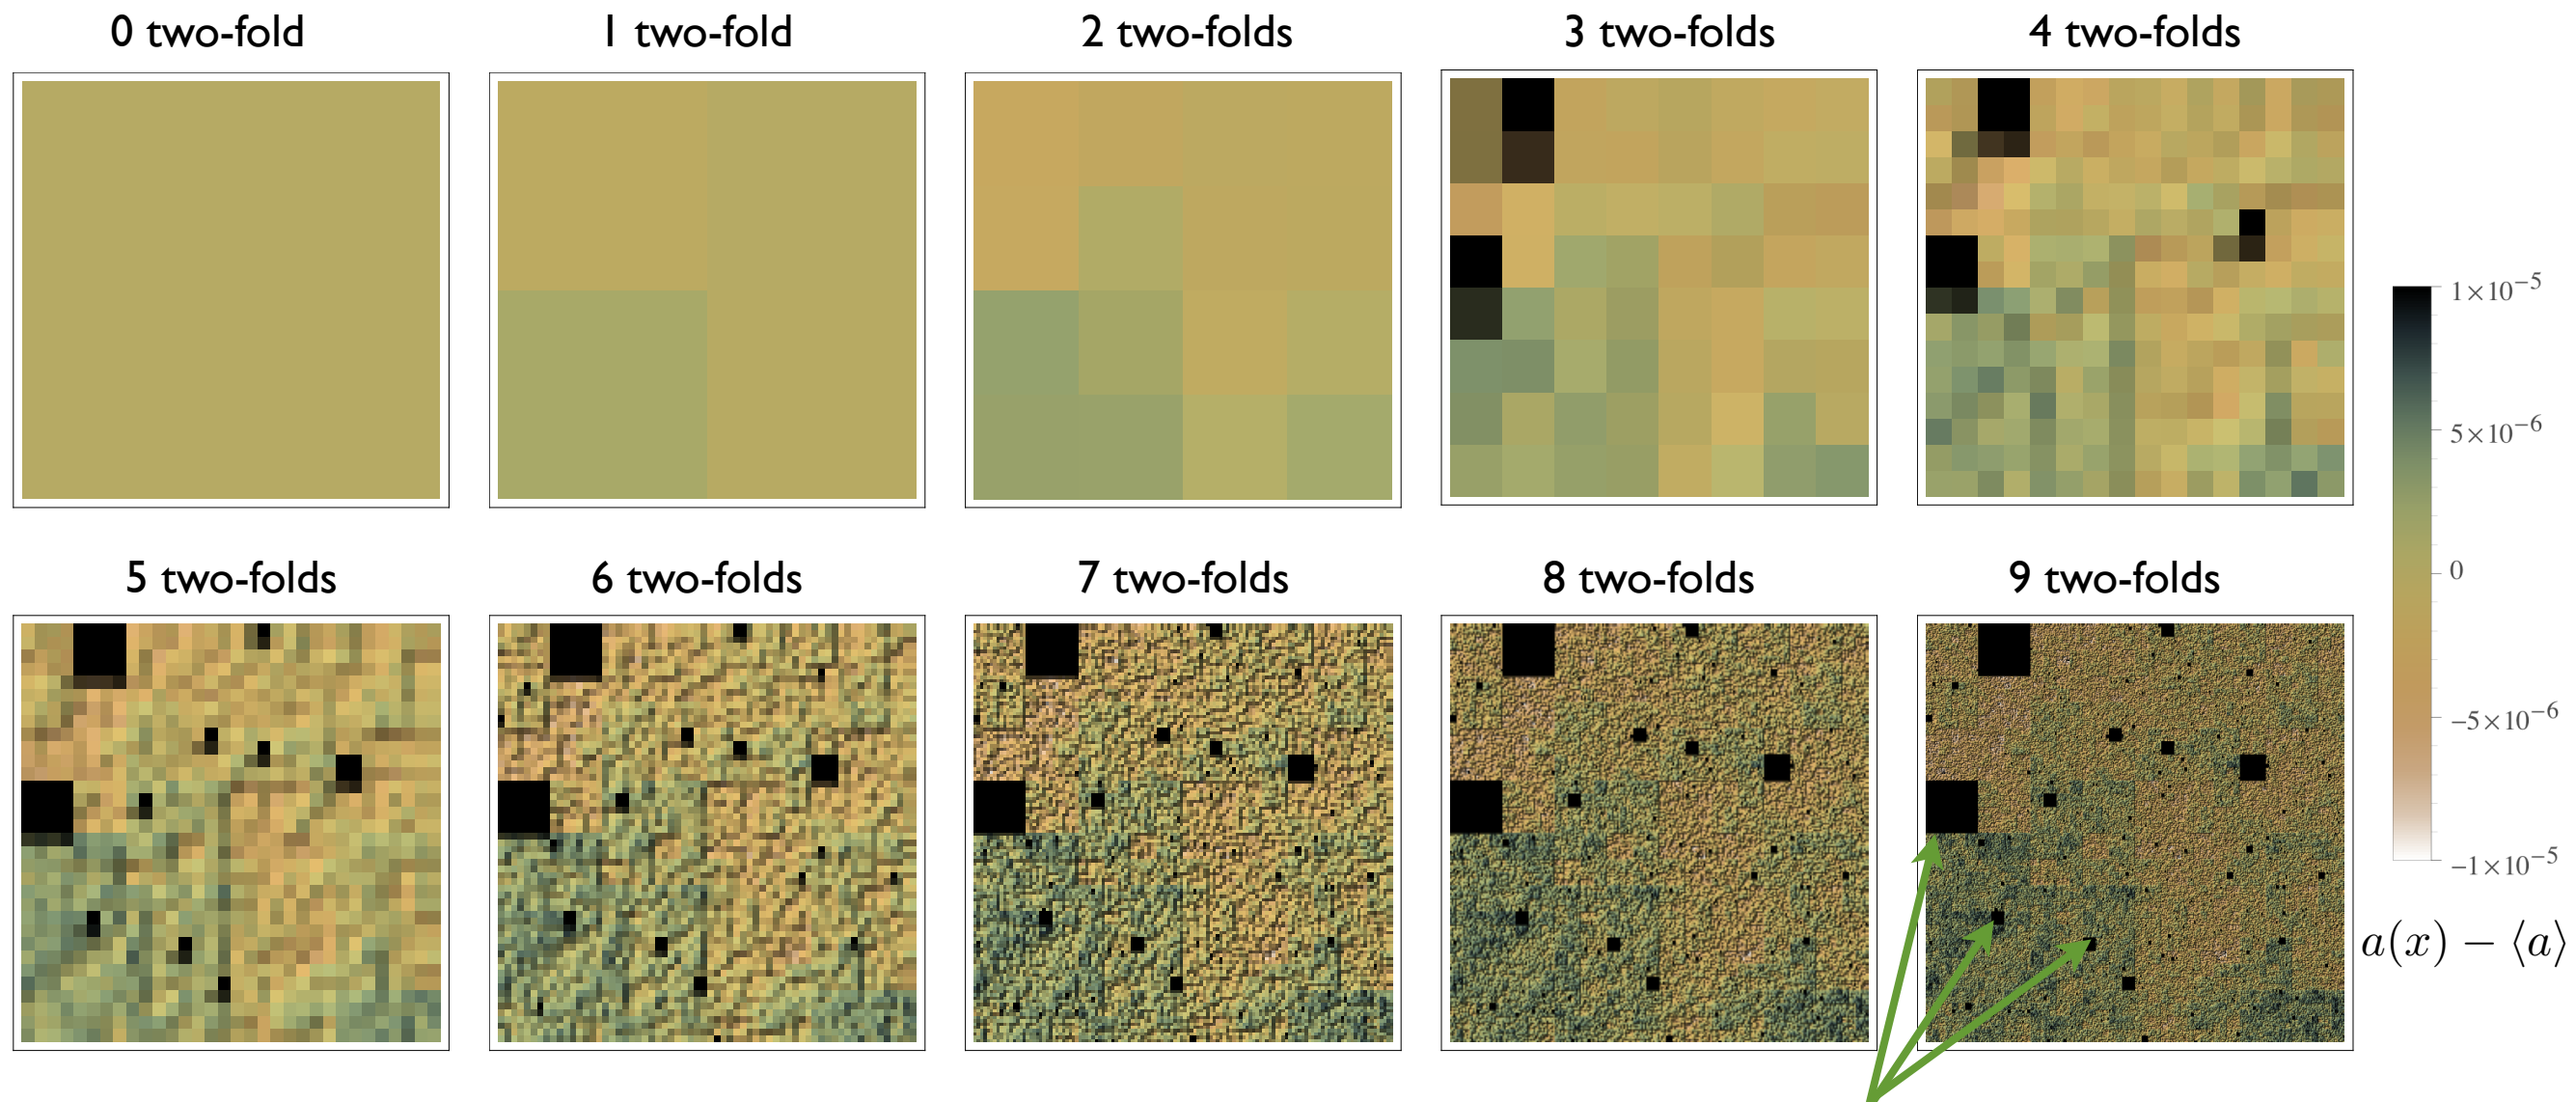 0 two-fold
1 two-fold
2 two-folds
3 two-folds
4 two-folds
1×10⁻⁵
5×10⁻⁶
0
−5×10⁻⁶
−1×10⁻⁵
5 two-folds
6 two-folds
7 two-folds
8 two-folds
9 two-folds
a(x) − ⟨a⟩